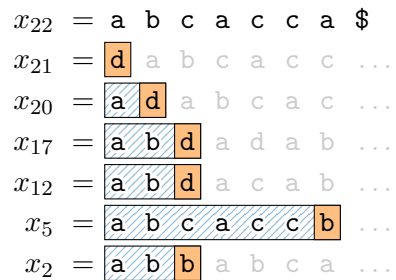 x22 = a b c a c c a $
x21 = d a b c a c c ...
x20 = a d a b c a c ...
x17 = a b d a d a b ...
x12 = a b d a c a b ...
x5 = a b c a c c b ...
x2 = a b b a b c a ...